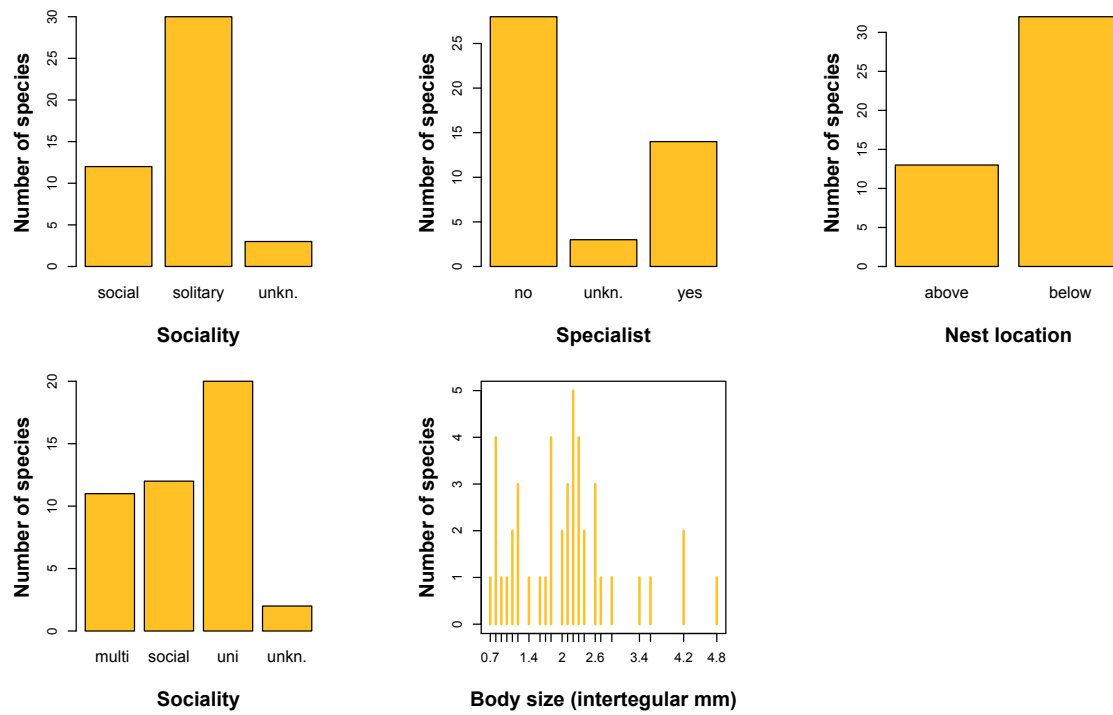 Number of species
0 5 10 15 20 25 30
social solitary unkn.
Sociality
Number of species
0 5 10 15 20 25
no unkn. yes
Specialist
Number of species
0 5 10 15 20 25 30
above below
Nest location
Number of species
0 5 10 15 20
multi social uni unkn.
Sociality
Number of species
0 1 2 3 4 5
0.7 1.4 2 2.6 3.4 4.2 4.8
Body size (intertegular mm)